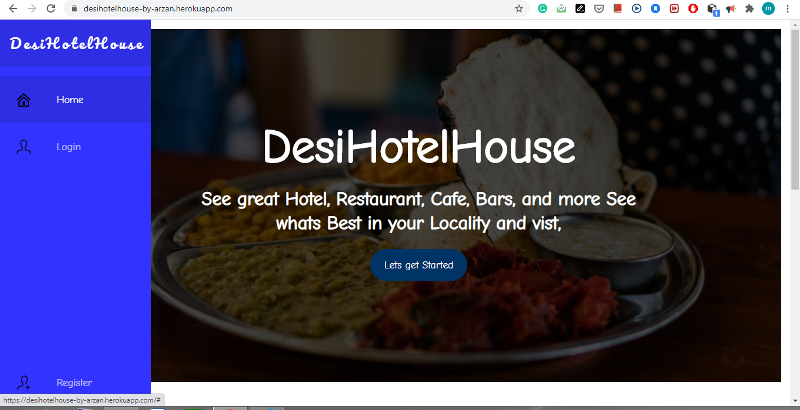 desihotelhouse-by-arzan.herokuapp.com
DesiHotelHouse
Home
Login
DesiHotelHouse
See great Hotel, Restaurant, Cafe, Bars, and more See
whats Best in your Locality and vist,
Lets get Started
Register
https://desihotelhouse-by-arzan.herokuapp.com/#